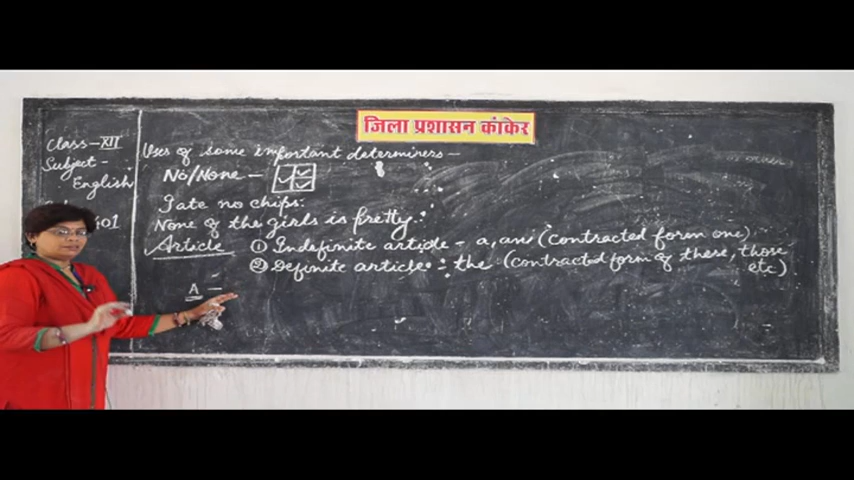 जिला प्रशासन कांकेर
Class-XII
Subject-
English
01
Uses of some important determiners-
No/None-
I ate no chips.
None of the girls is pretty.
Article ① Indefinite article - a, an (contracted form one)
② Definite article :- the (contracted form of these, those
etc)
A -